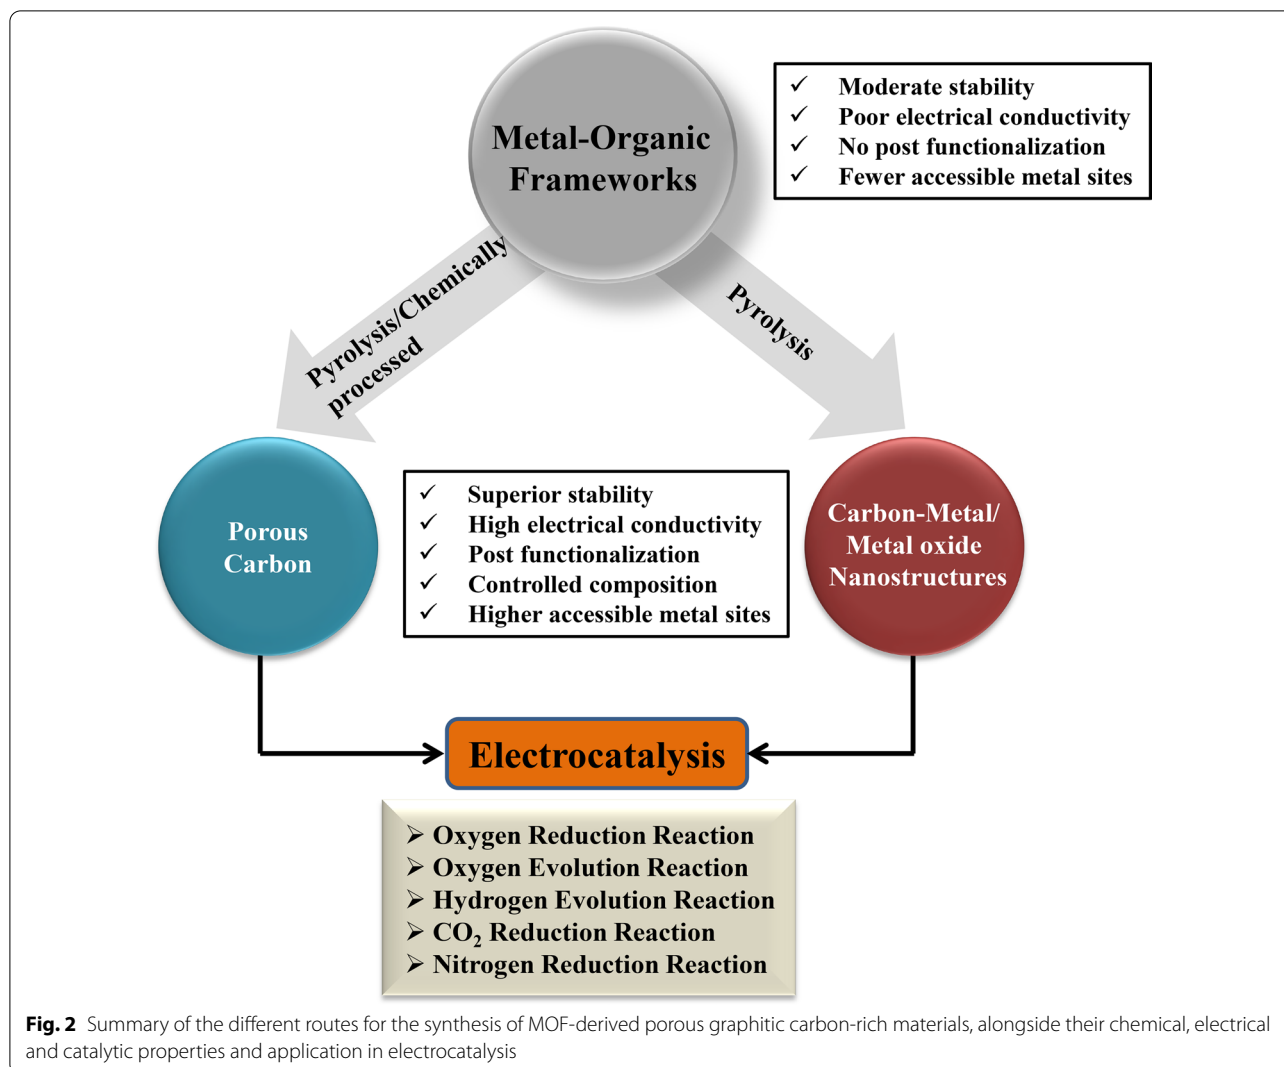 Metal-Organic
Frameworks
✓ Moderate stability
✓ Poor electrical conductivity
✓ No post functionalization
✓ Fewer accessible metal sites
Pyrolysis/Chemically
processed
Pyrolysis
Porous
Carbon
✓ Superior stability
✓ High electrical conductivity
✓ Post functionalization
✓ Controlled composition
✓ Higher accessible metal sites
Carbon-Metal/
Metal oxide
Nanostructures
Electrocatalysis
➢ Oxygen Reduction Reaction
➢ Oxygen Evolution Reaction
➢ Hydrogen Evolution Reaction
➢ CO₂ Reduction Reaction
➢ Nitrogen Reduction Reaction
Fig. 2 Summary of the different routes for the synthesis of MOF-derived porous graphitic carbon-rich materials, alongside their chemical, electrical
and catalytic properties and application in electrocatalysis